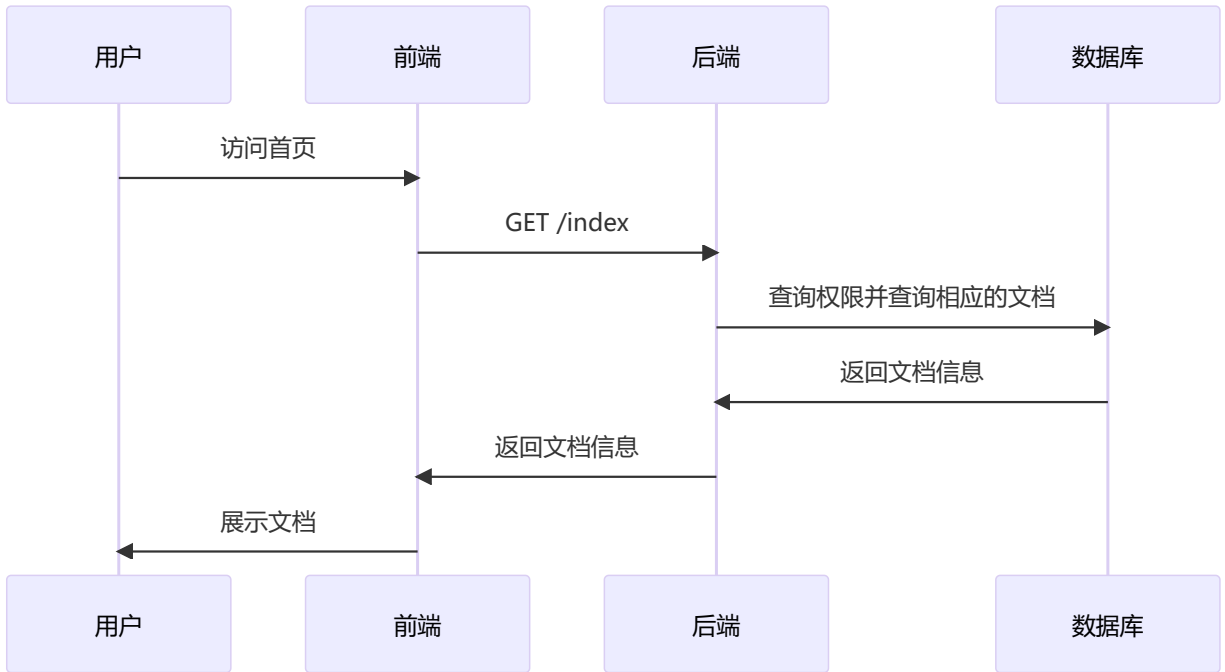 用户
前端
后端
数据库
访问首页
GET /index
查询权限并查询相应的文档
返回文档信息
返回文档信息
展示文档
用户
前端
后端
数据库